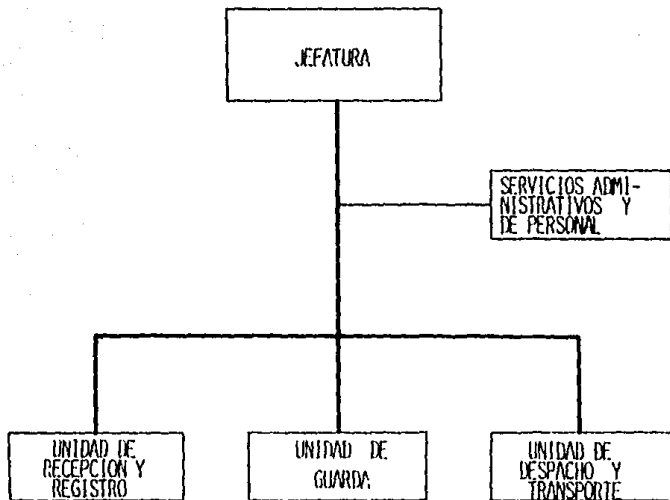 JEFATURA
SERVICIOS ADMI-
NISTRATIVOS Y
DE PERSONAL
UNIDAD DE
RECEPCION Y
REGISTRO
UNIDAD DE
GUARDA
UNIDAD DE
DESPACHO Y
TRANSPORTE